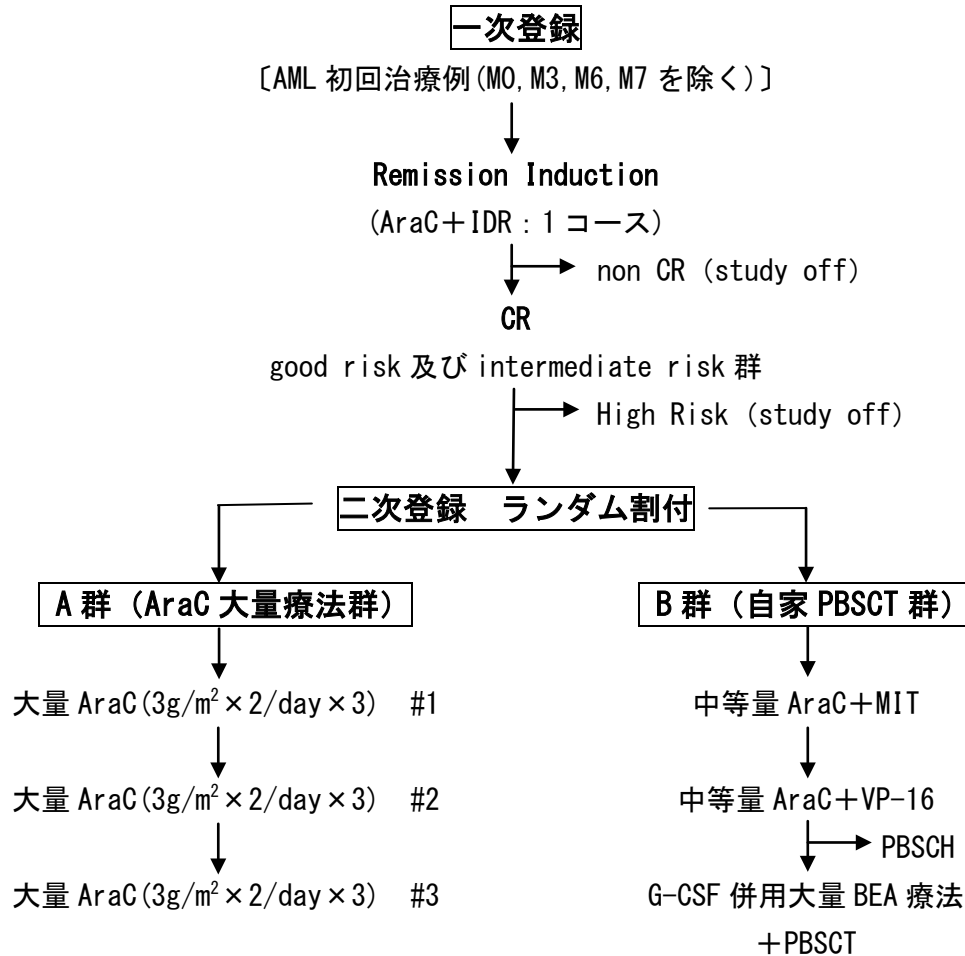 一次登録
〔AML 初回治療例(M0, M3, M6, M7 を除く)〕
Remission Induction
(AraC＋IDR：1 コース)
non CR (study off)
CR
good risk 及び intermediate risk 群
High Risk (study off)
二次登録　ランダム割付
A 群（AraC 大量療法群）
B 群（自家 PBSCT 群）
大量 AraC(3g/m²×2/day×3)　#1
中等量 AraC＋MIT
大量 AraC(3g/m²×2/day×3)　#2
中等量 AraC＋VP-16
PBSCH
大量 AraC(3g/m²×2/day×3)　#3
G-CSF 併用大量 BEA 療法
＋PBSCT